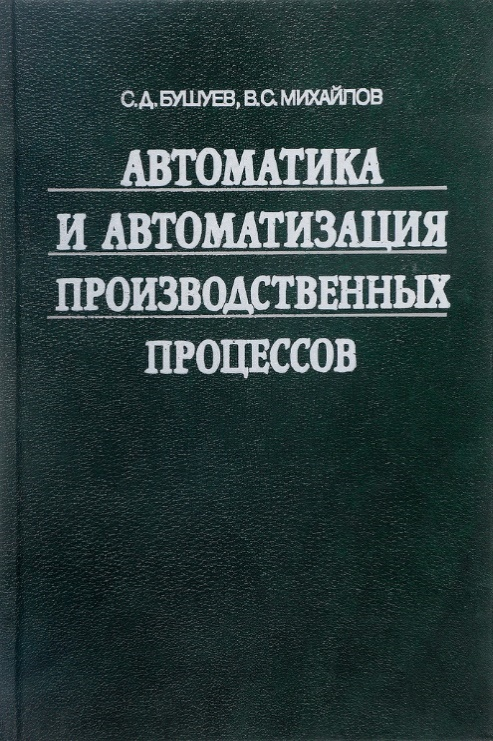 С.Д. БУШУЕВ, В.С. МИХАЙЛОВ
АВТОМАТИКА
И АВТОМАТИЗАЦИЯ
ПРОИЗВОДСТВЕННЫХ
ПРОЦЕССОВ